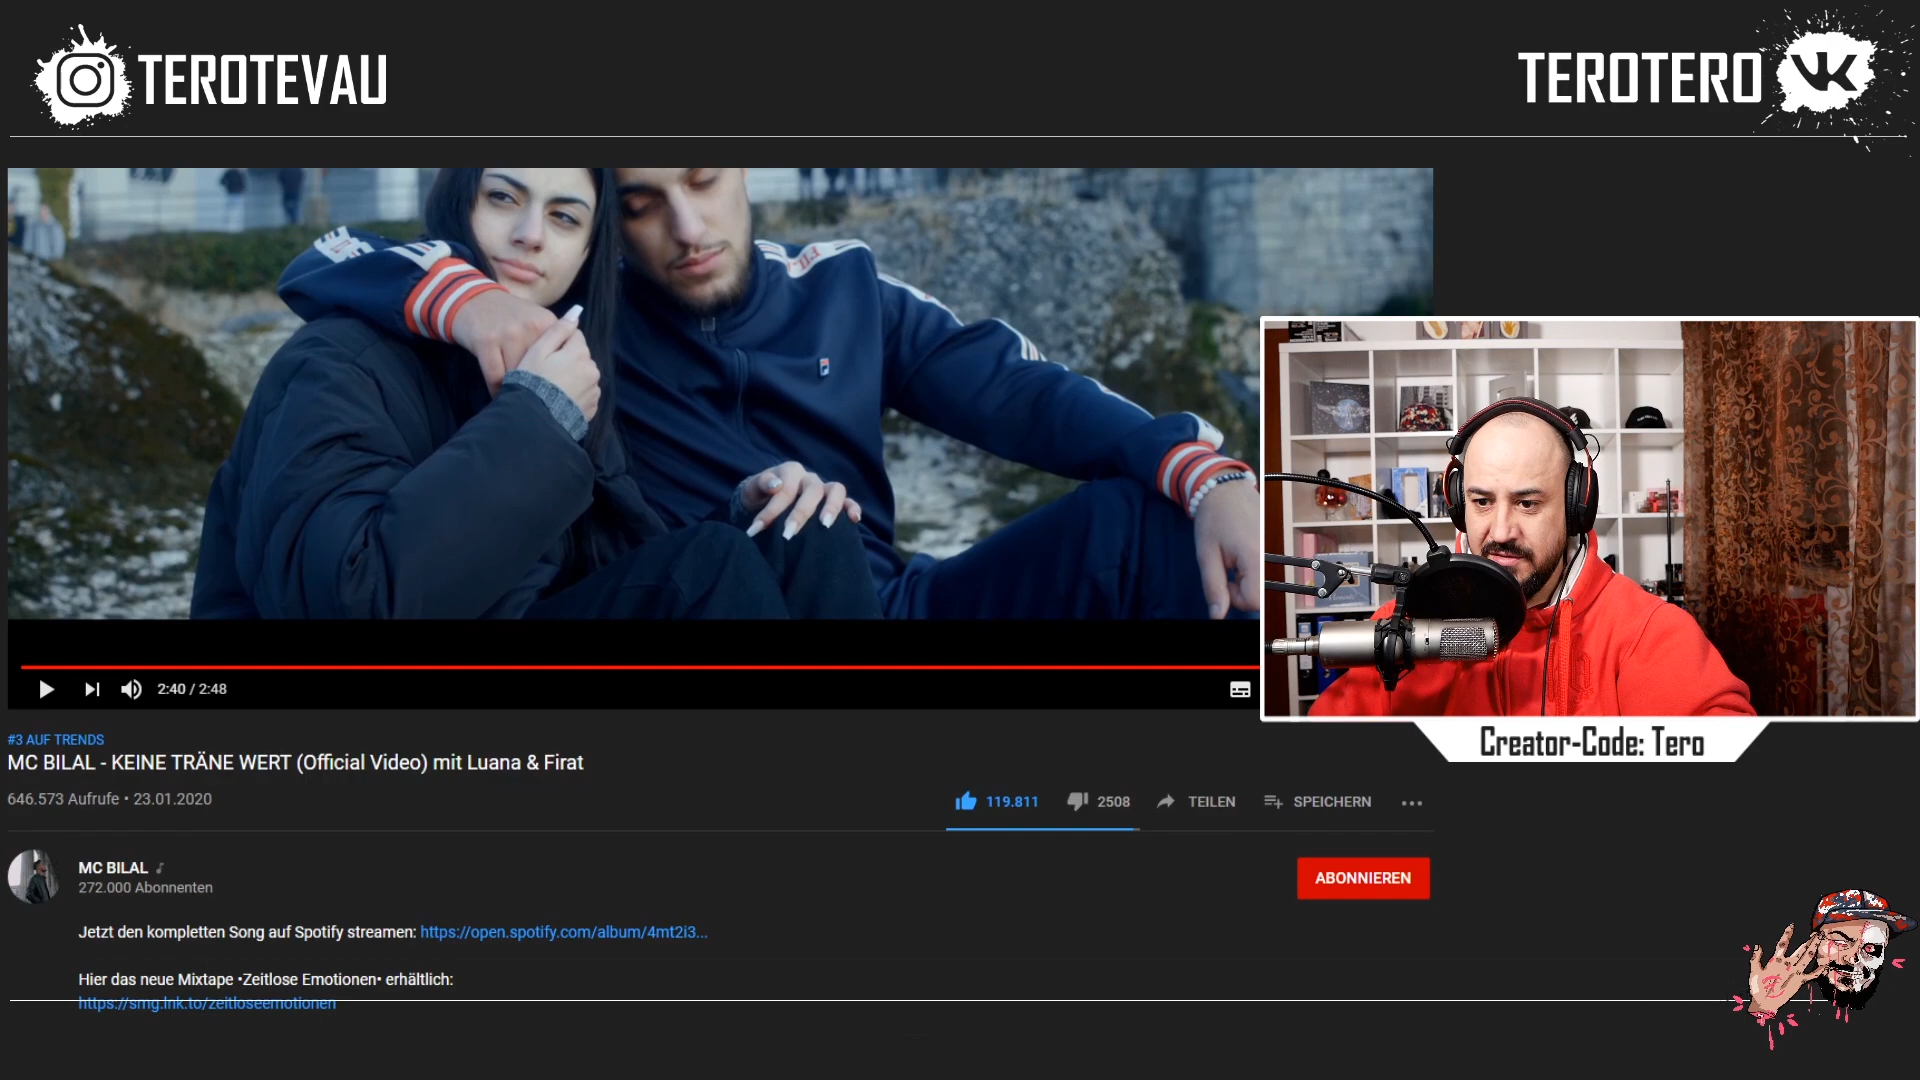 TEROTEVAU
TEROTERO
2:40 / 2:48
#3 AUF TRENDS
MC BILAL - KEINE TRÄNE WERT (Official Video) mit Luana & Firat
646.573 Aufrufe • 23.01.2020
119.811
2508
TEILEN
SPEICHERN
Creator-Code: Tero
MC BILAL
272.000 Abonnenten
ABONNIEREN
Jetzt den kompletten Song auf Spotify streamen: https://open.spotify.com/album/4mt2i3...
Hier das neue Mixtape •Zeitlose Emotionen• erhältlich:
https://smg.lnk.to/zeitloseemotionen